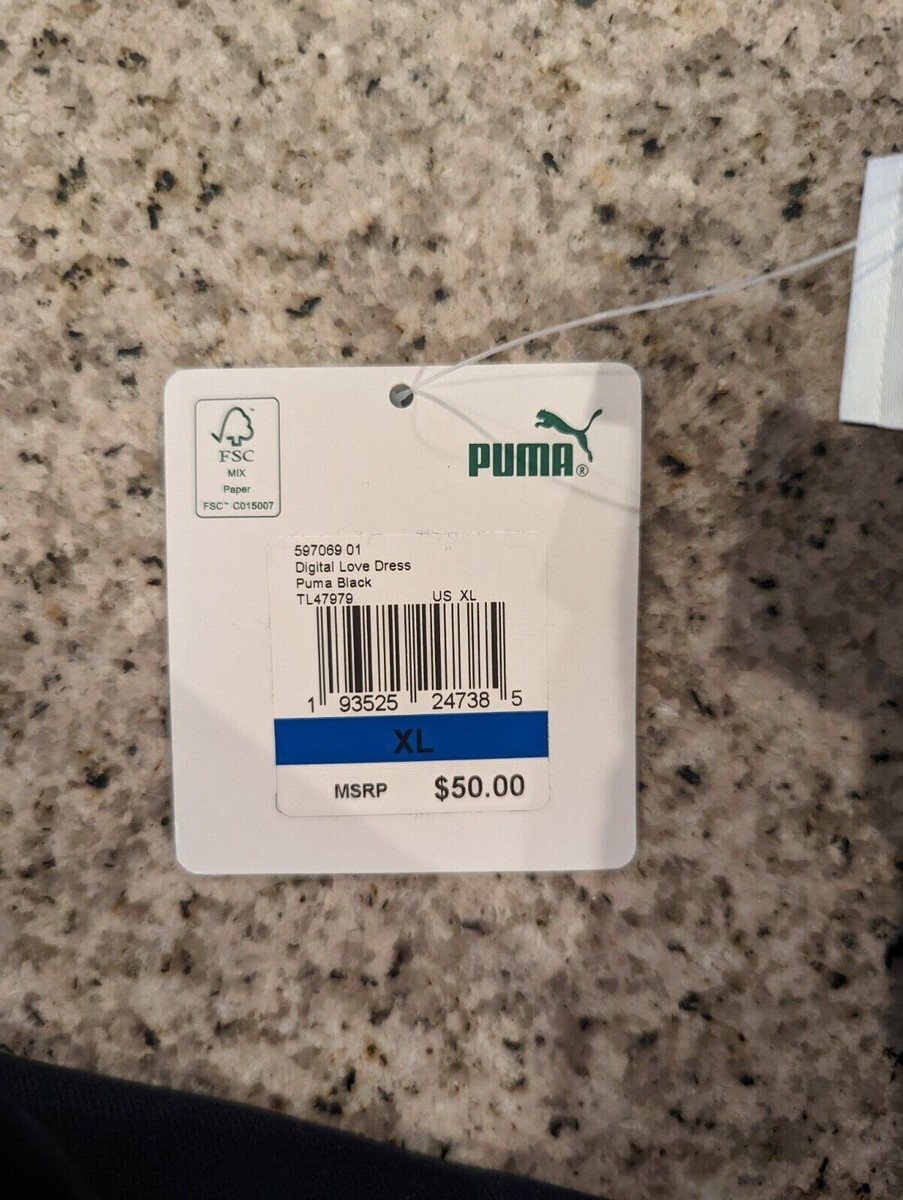 FSC
MIX
Paper
FSC™ C015007
PUMA®
597069 01
Digital Love Dress
Puma Black
TL47979 US XL
1 93525 24738 5
XL
MSRP $50.00